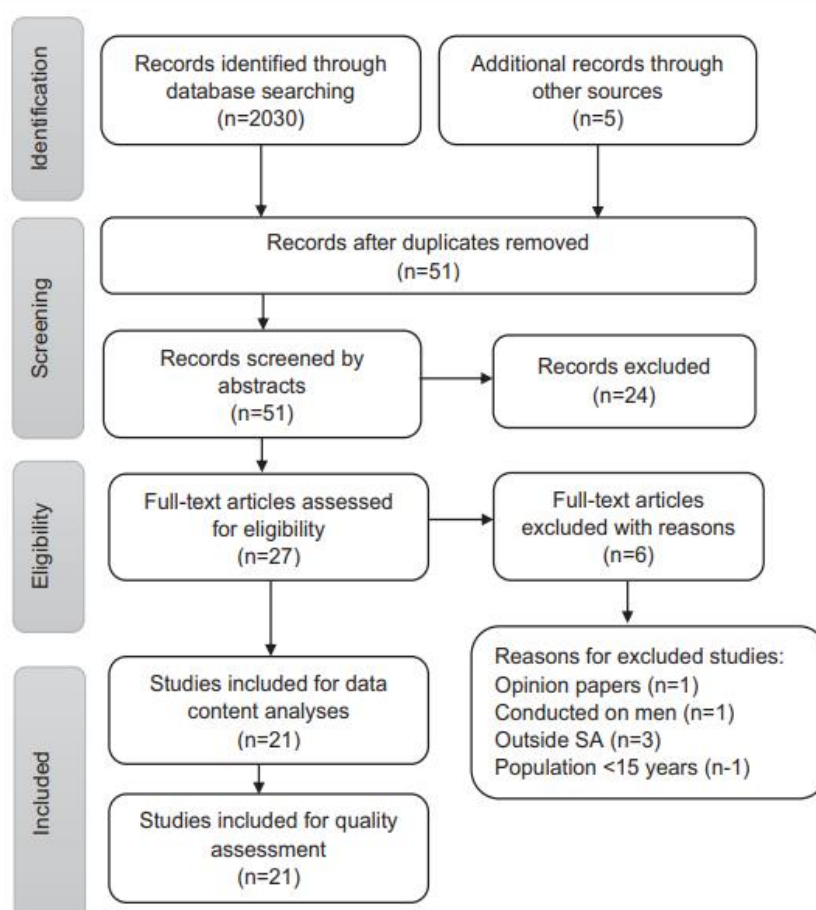 Identification
Records identified through
database searching
(n=2030)
Additional records through
other sources
(n=5)
Screening
Records after duplicates removed
(n=51)
Records screened by
abstracts
(n=51)
Records excluded
(n=24)
Eligibility
Full-text articles assessed
for eligibility
(n=27)
Full-text articles
excluded with reasons
(n=6)
Reasons for excluded studies:
Opinion papers (n=1)
Conducted on men (n=1)
Outside SA (n=3)
Population <15 years (n-1)
Included
Studies included for data
content analyses
(n=21)
Studies included for quality
assessment
(n=21)